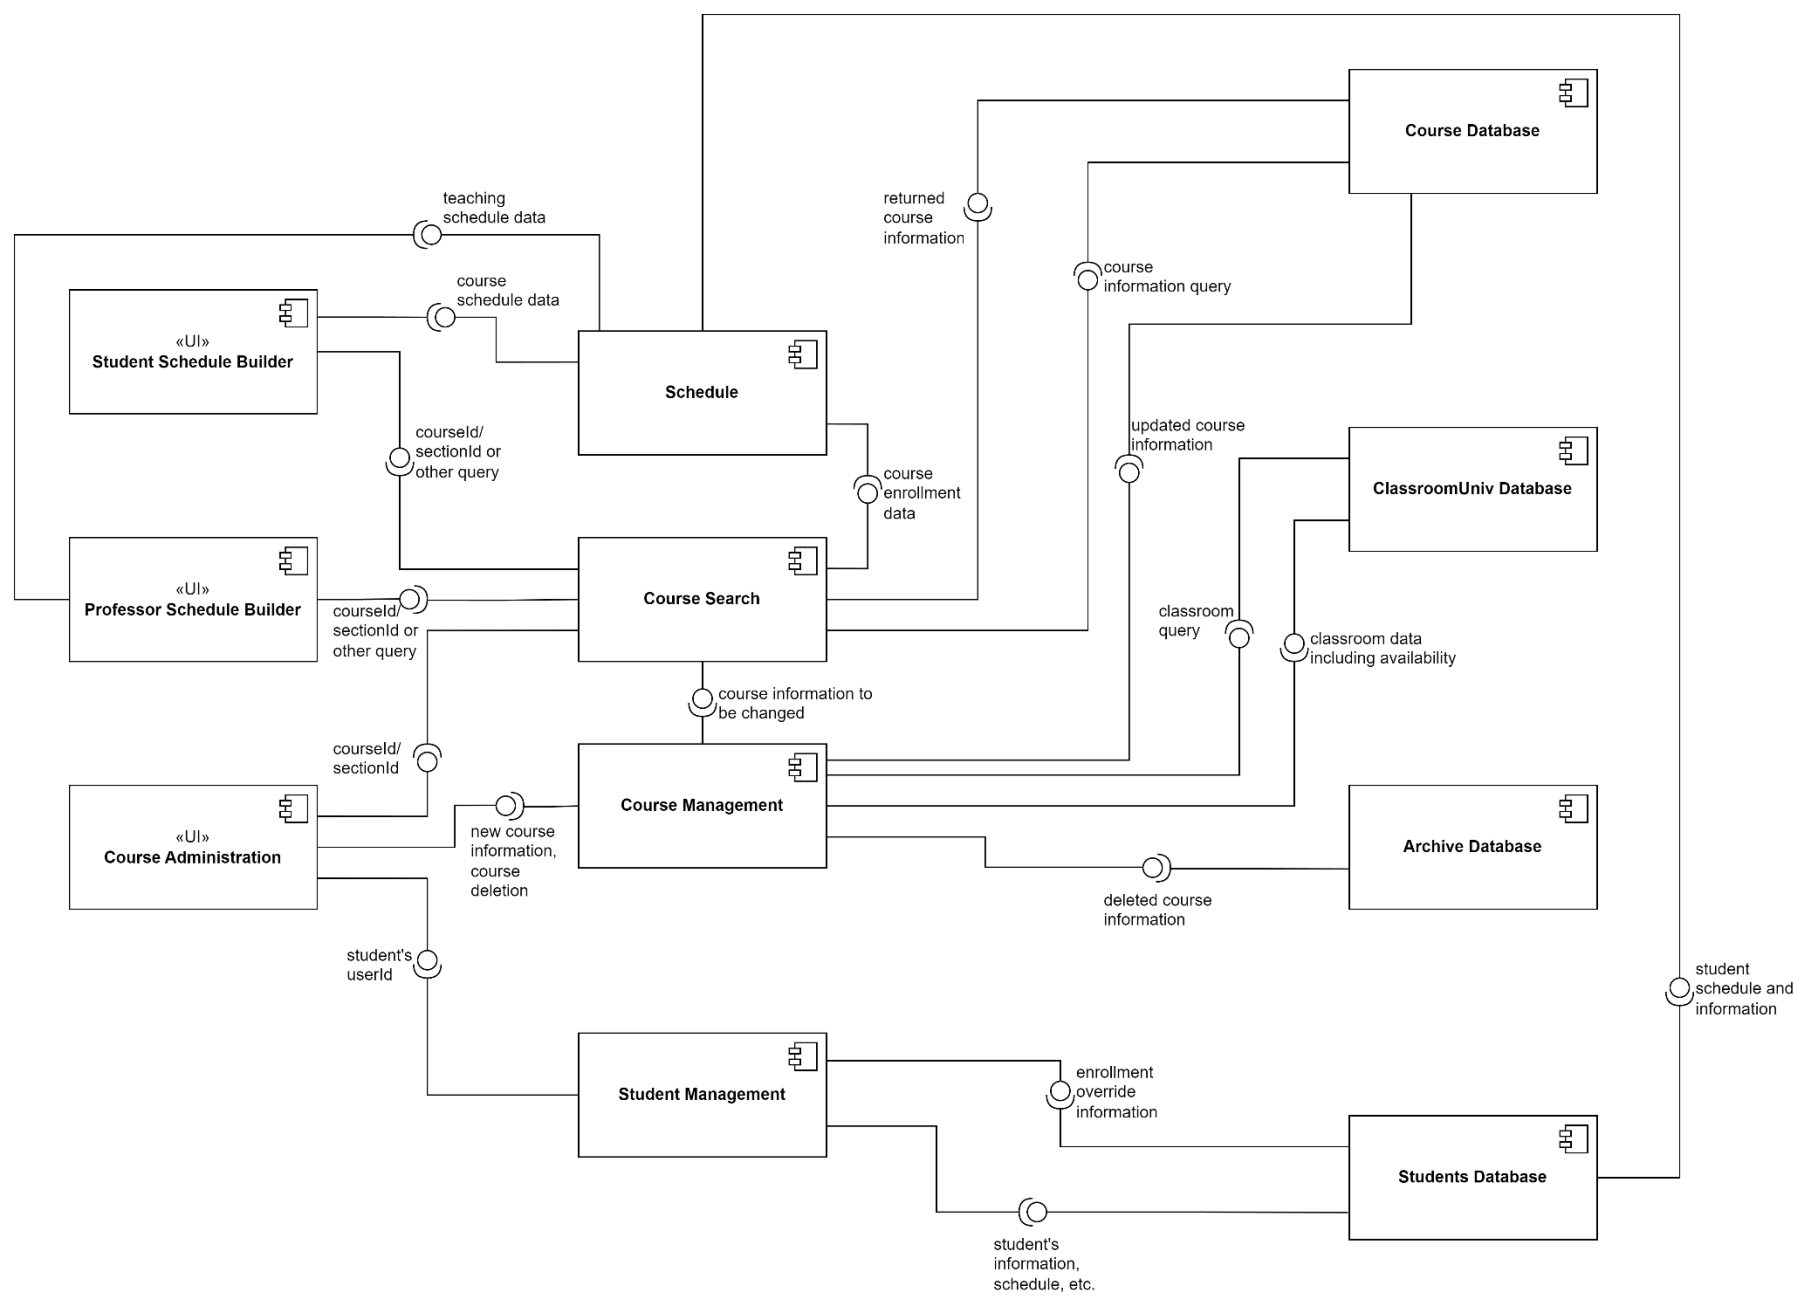 Course Database
teaching
schedule data
returned
course
information
course
information query
course
schedule data
«UI»
Student Schedule Builder
Schedule
courseId/
sectionId or
other query
updated course
information
course
enrollment
data
ClassroomUniv Database
«UI»
Professor Schedule Builder
courseId/
sectionId or
other query
Course Search
classroom
query
classroom data
including availability
course information to
be changed
courseId/
sectionId
«UI»
Course Administration
new course
information,
course
deletion
Course Management
Archive Database
deleted course
information
student's
userId
student
schedule and
information
Student Management
enrollment
override
information
Students Database
student's
information,
schedule, etc.